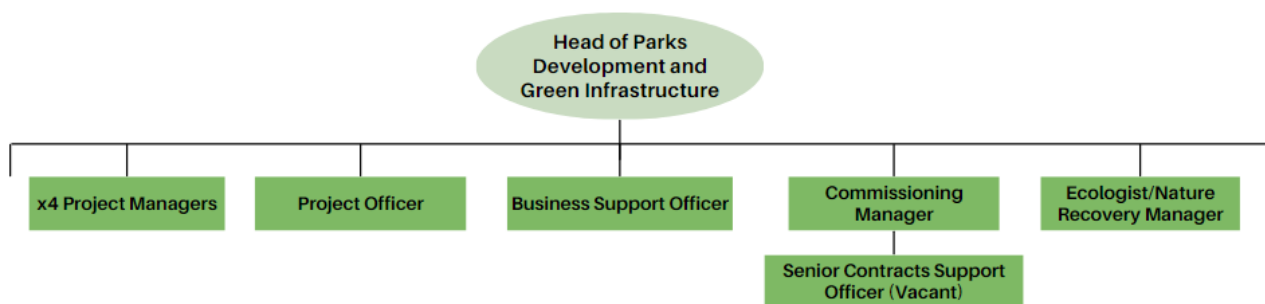 Head of Parks
Development and
Green Infrastructure
x4 Project Managers
Project Officer
Business Support Officer
Commissioning
Manager
Ecologist/Nature
Recovery Manager
Senior Contracts Support
Officer (Vacant)